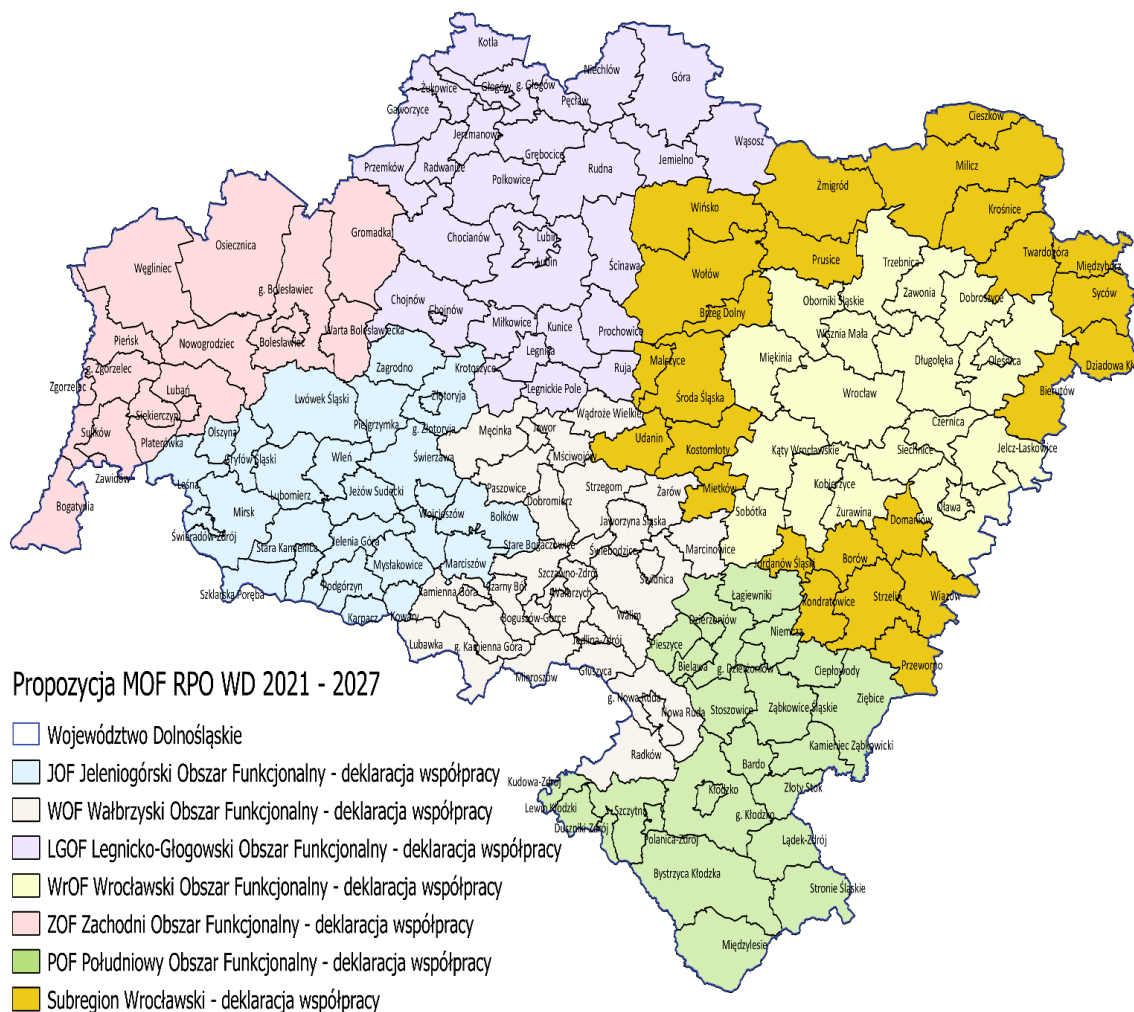 Kotla
Niechlów
Góra
g. Głogów
Głogów
Żukowice
Pęcław
Gaworzyce
Cieszków
Jerzmanowa
Wąsosz
Grębocice
Jemielno
Milicz
Przemków
Radwanice
Rudna
Polkowice
Żmigród
Wińsko
Krośnice
Gromadka
Chocianów
Lubin
Lubin
Osiecznica
Twardogóra
Prusice
Trzebnica
Węgliniec
Ścinawa
Wołów
Międzybórz
Zawonia
g. Bolesławiec
Syców
Chojnów
Oborniki Śląskie
Dobroszyce
Chojnów
Brzeg Dolny
Miłkowice
Kunice
Prochowice
Wisznia Mała
Warta Bolesławiecka
Pieńsk
Nowogrodziec
Bolesławiec
Legnica
Malczyce
Miękinia
Długołęka
Oleśnica
Dziadowa Kł
Zagrodno
Krotoszyce
Ruja
g. Zgorzelec
Zgorzelec
Lubań
Legnickie Pole
Bierutów
Lwówek Śląski
Złotoryja
Środa Śląska
Wrocław
Siekierczyn
Wądroże Wielkie
Pielgrzymka
Czernica
Sulików
Olszyna
g. Złotoryja
Męcinka
Jawor
Udanin
Platerówka
Gryfów Śląski
Wleń
Świerzawa
Mściwojów
Kostomłoty
Kąty Wrocławskie
Siechnice
Jelcz-Laskowice
Zawidów
Leśna
Lubomierz
Jeżów Sudecki
Paszowice
Strzegom
Żarów
Mietków
Kobierzyce
Bogatynia
Mirsk
Wojcieszów
Bolków
Dobromierz
Sobótka
Żurawina
Oława
Świeradów-Zdrój
Jaworzyna Śląska
Domaniów
Stara Kamienica
Jelenia Góra
Stare Bogaczowice
Świebodzice
Marcinowice
Mysłakowice
Marciszów
Jordanów Śląski
Borów
Podgórzyn
Szczawno-Zdrój
Świdnica
Szklarska Poręba
Kamienna Góra
Czarny Bór
Wałbrzych
Łagiewniki
Kondratowice
Strzelin
Wiązów
Karpacz
Kowary
Boguszów-Gorce
Walim
Dzierżoniów
Niemcza
Lubawka
g. Kamienna Góra
Jedlina-Zdrój
Pieszyce
Głuszyca
Bielawa
g. Dzierżoniów
Ciepłowody
Przeworno
Mieroszów
Propozycja MOF RPO WD 2021 - 2027
g. Nowa Ruda
Nowa Ruda
Stoszowice
Ząbkowice Śląskie
Ziębice
Województwo Dolnośląskie
Radków
Bardo
Kamieniec Ząbkowicki
JOF Jeleniogórski Obszar Funkcjonalny - deklaracja współpracy
Kudowa-Zdrój
Kłodzko
Złoty Stok
WOF Wałbrzyski Obszar Funkcjonalny - deklaracja współpracy
Lewin Kłodzki
Szczytna
g. Kłodzko
Duszniki-Zdrój
Polanica-Zdrój
Lądek-Zdrój
LGOF Legnicko-Głogowski Obszar Funkcjonalny - deklaracja współpracy
Bystrzyca Kłodzka
WrOF Wrocławski Obszar Funkcjonalny - deklaracja współpracy
Stronie Śląskie
ZOF Zachodni Obszar Funkcjonalny - deklaracja współpracy
Międzylesie
POF Południowy Obszar Funkcjonalny - deklaracja współpracy
Subregion Wrocławski - deklaracja współpracy